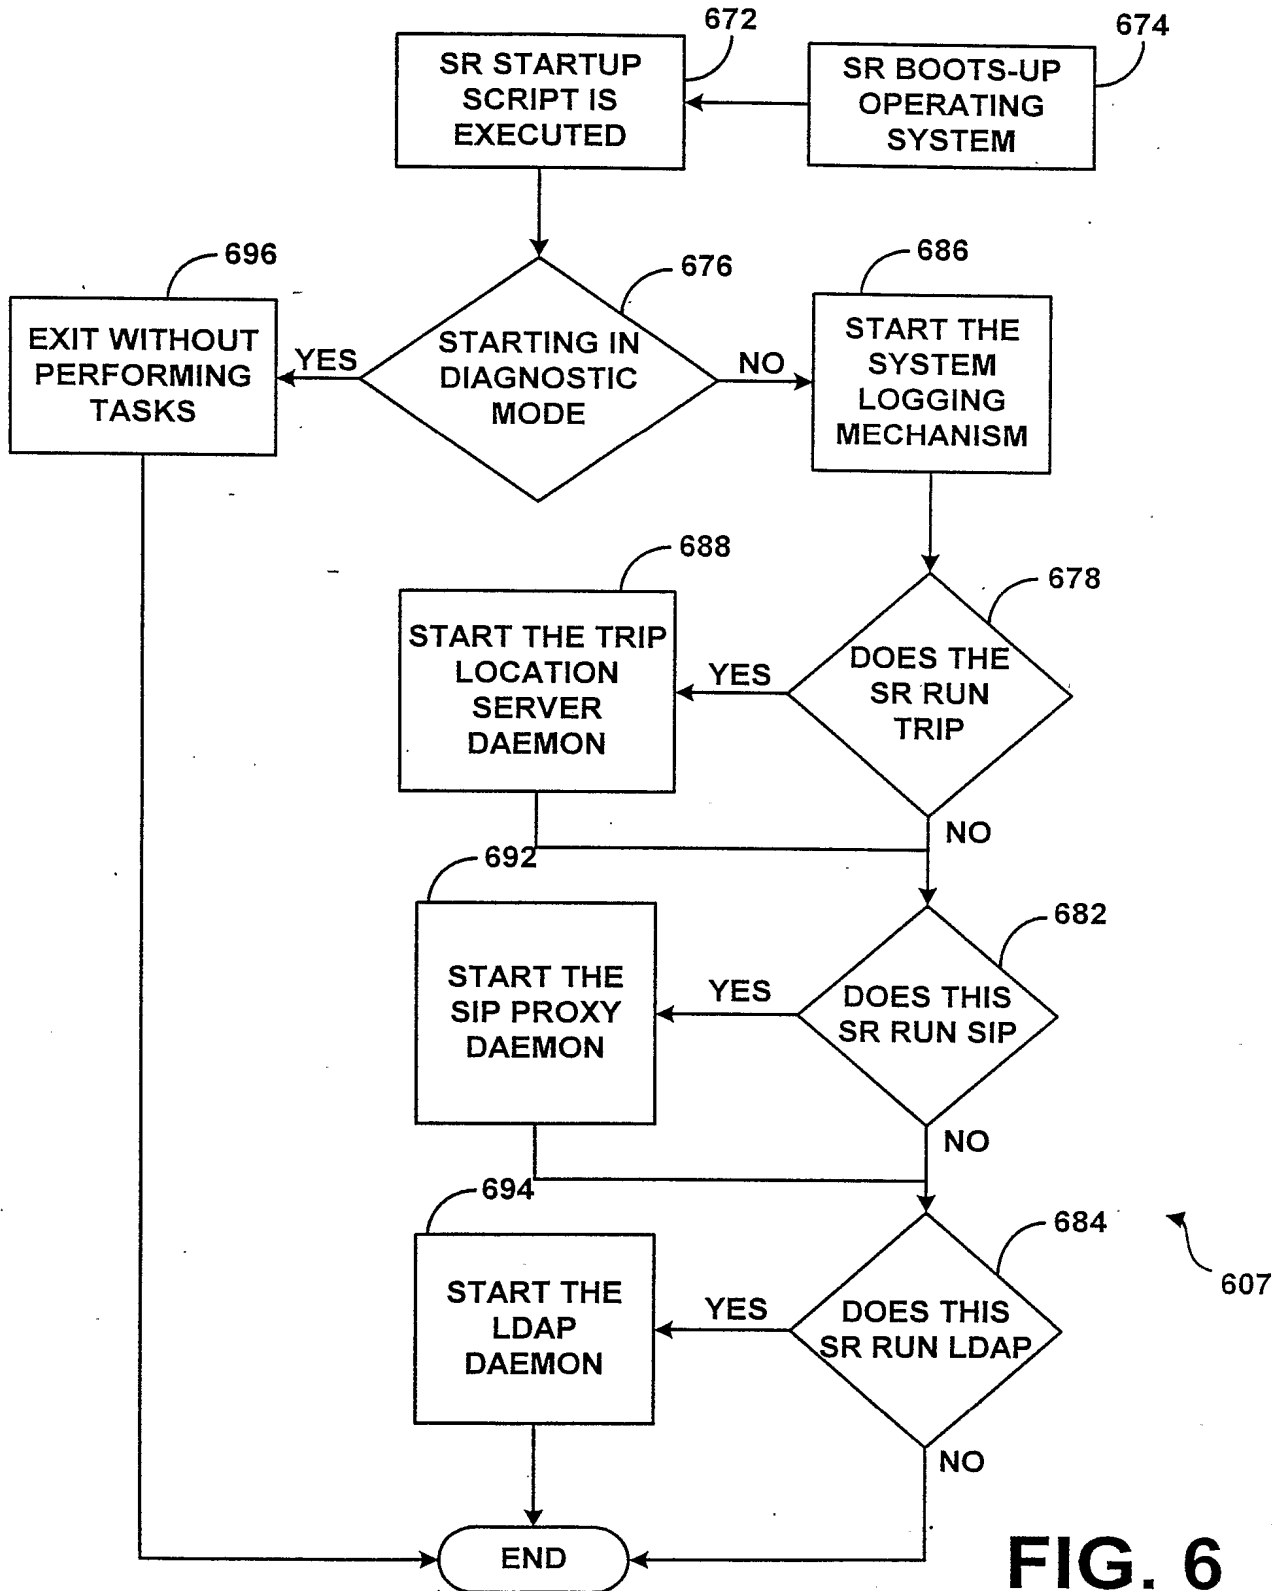 672
674
SR STARTUP
SCRIPT IS
EXECUTED
SR BOOTS-UP
OPERATING
SYSTEM
696
676
686
EXIT WITHOUT
PERFORMING
TASKS
YES
STARTING IN
DIAGNOSTIC
MODE
NO
START THE
SYSTEM
LOGGING
MECHANISM
688
678
START THE TRIP
LOCATION
SERVER
DAEMON
YES
DOES THE
SR RUN
TRIP
NO
692
682
START THE
SIP PROXY
DAEMON
YES
DOES THIS
SR RUN SIP
NO
694
684
607
START THE
LDAP
DAEMON
YES
DOES THIS
SR RUN LDAP
NO
END
FIG. 6